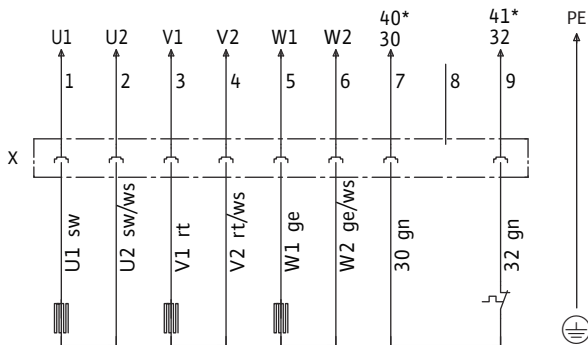 40* 41* PE
U1 U2 V1 V2 W1 W2 30 32
1 2 3 4 5 6 7 8 9
X
U1 sw
U2 sw/ws
V1 rt
V2 rt/ws
W1 ge
W2 ge/ws
30 gn
32 gn